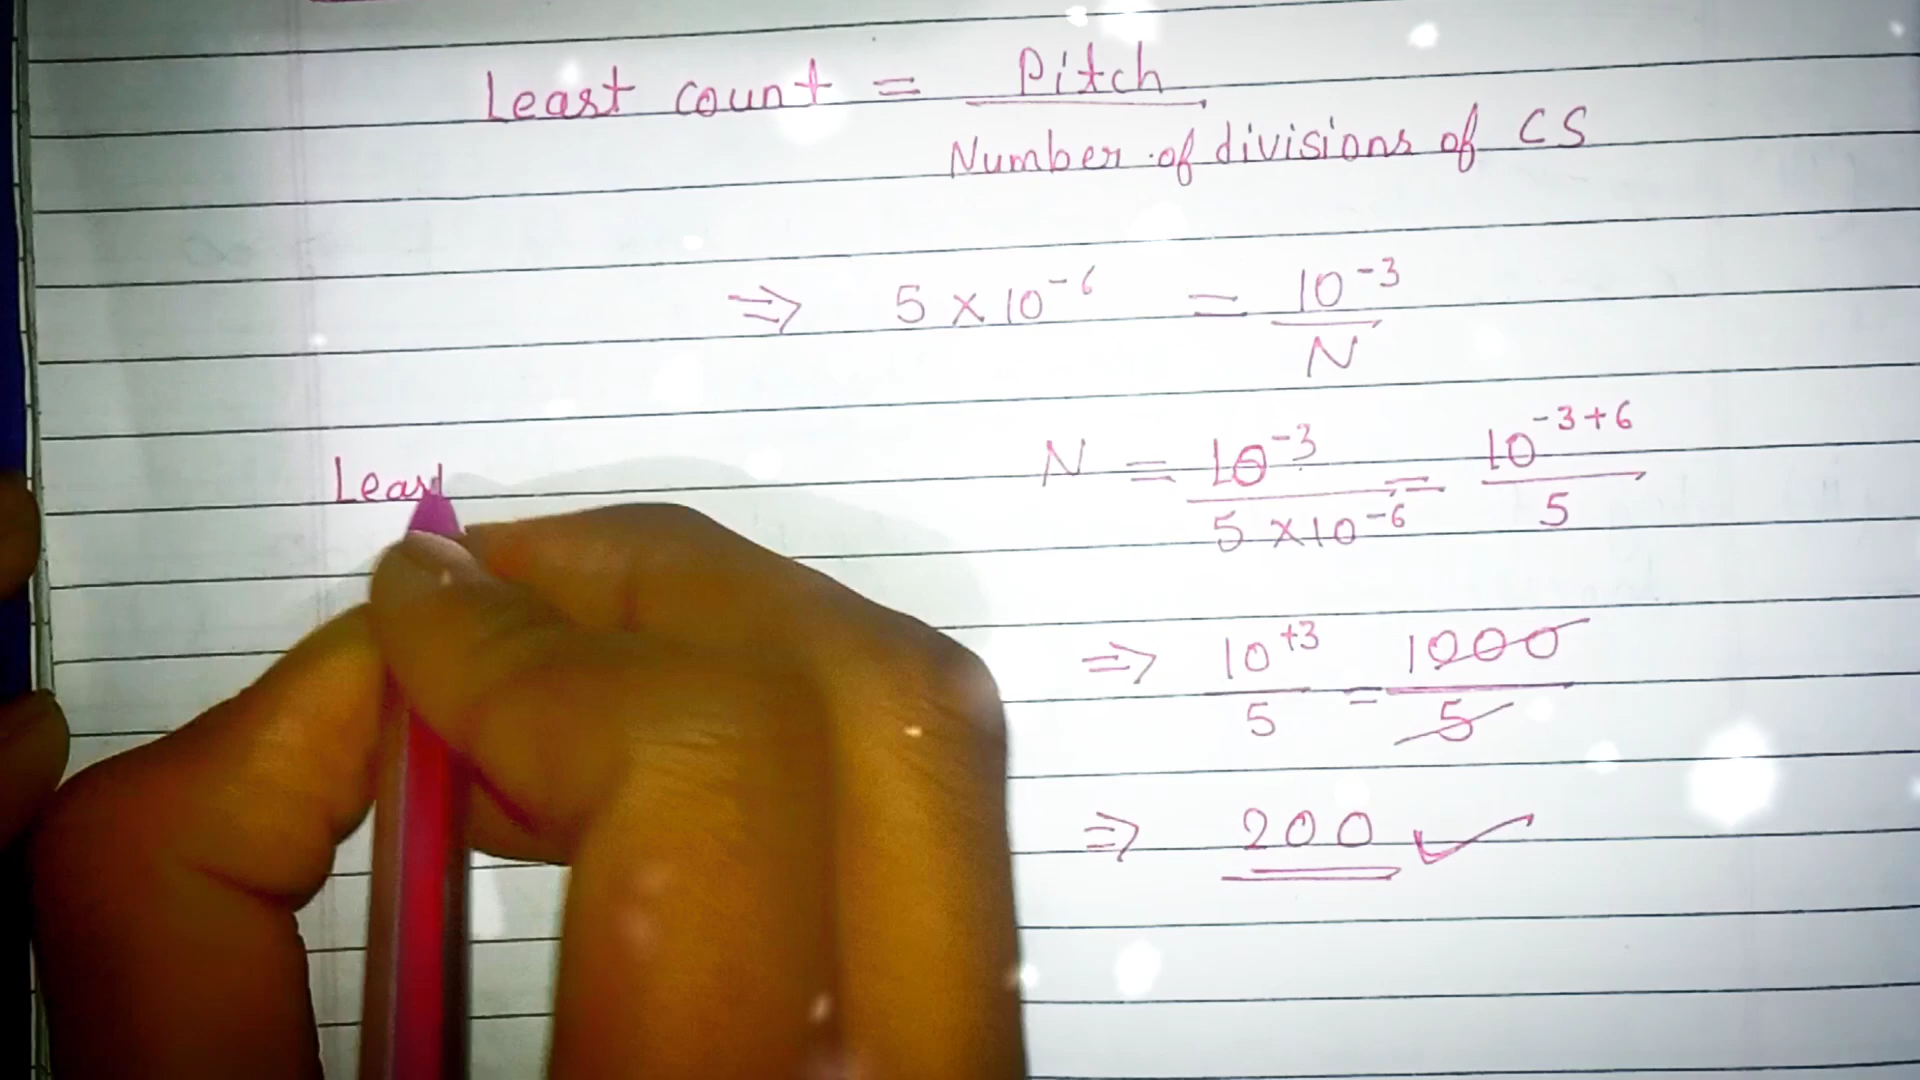 Least count = Pitch / Number of divisions of CS
⇒ 5 × 10⁻⁶ = 10⁻³ / N
N = 10⁻³ / 5 × 10⁻⁶ = 10⁻³⁺⁶ / 5
Least
⇒ 10⁺³ / 5 = 1000 / 5
⇒ 200 ✓